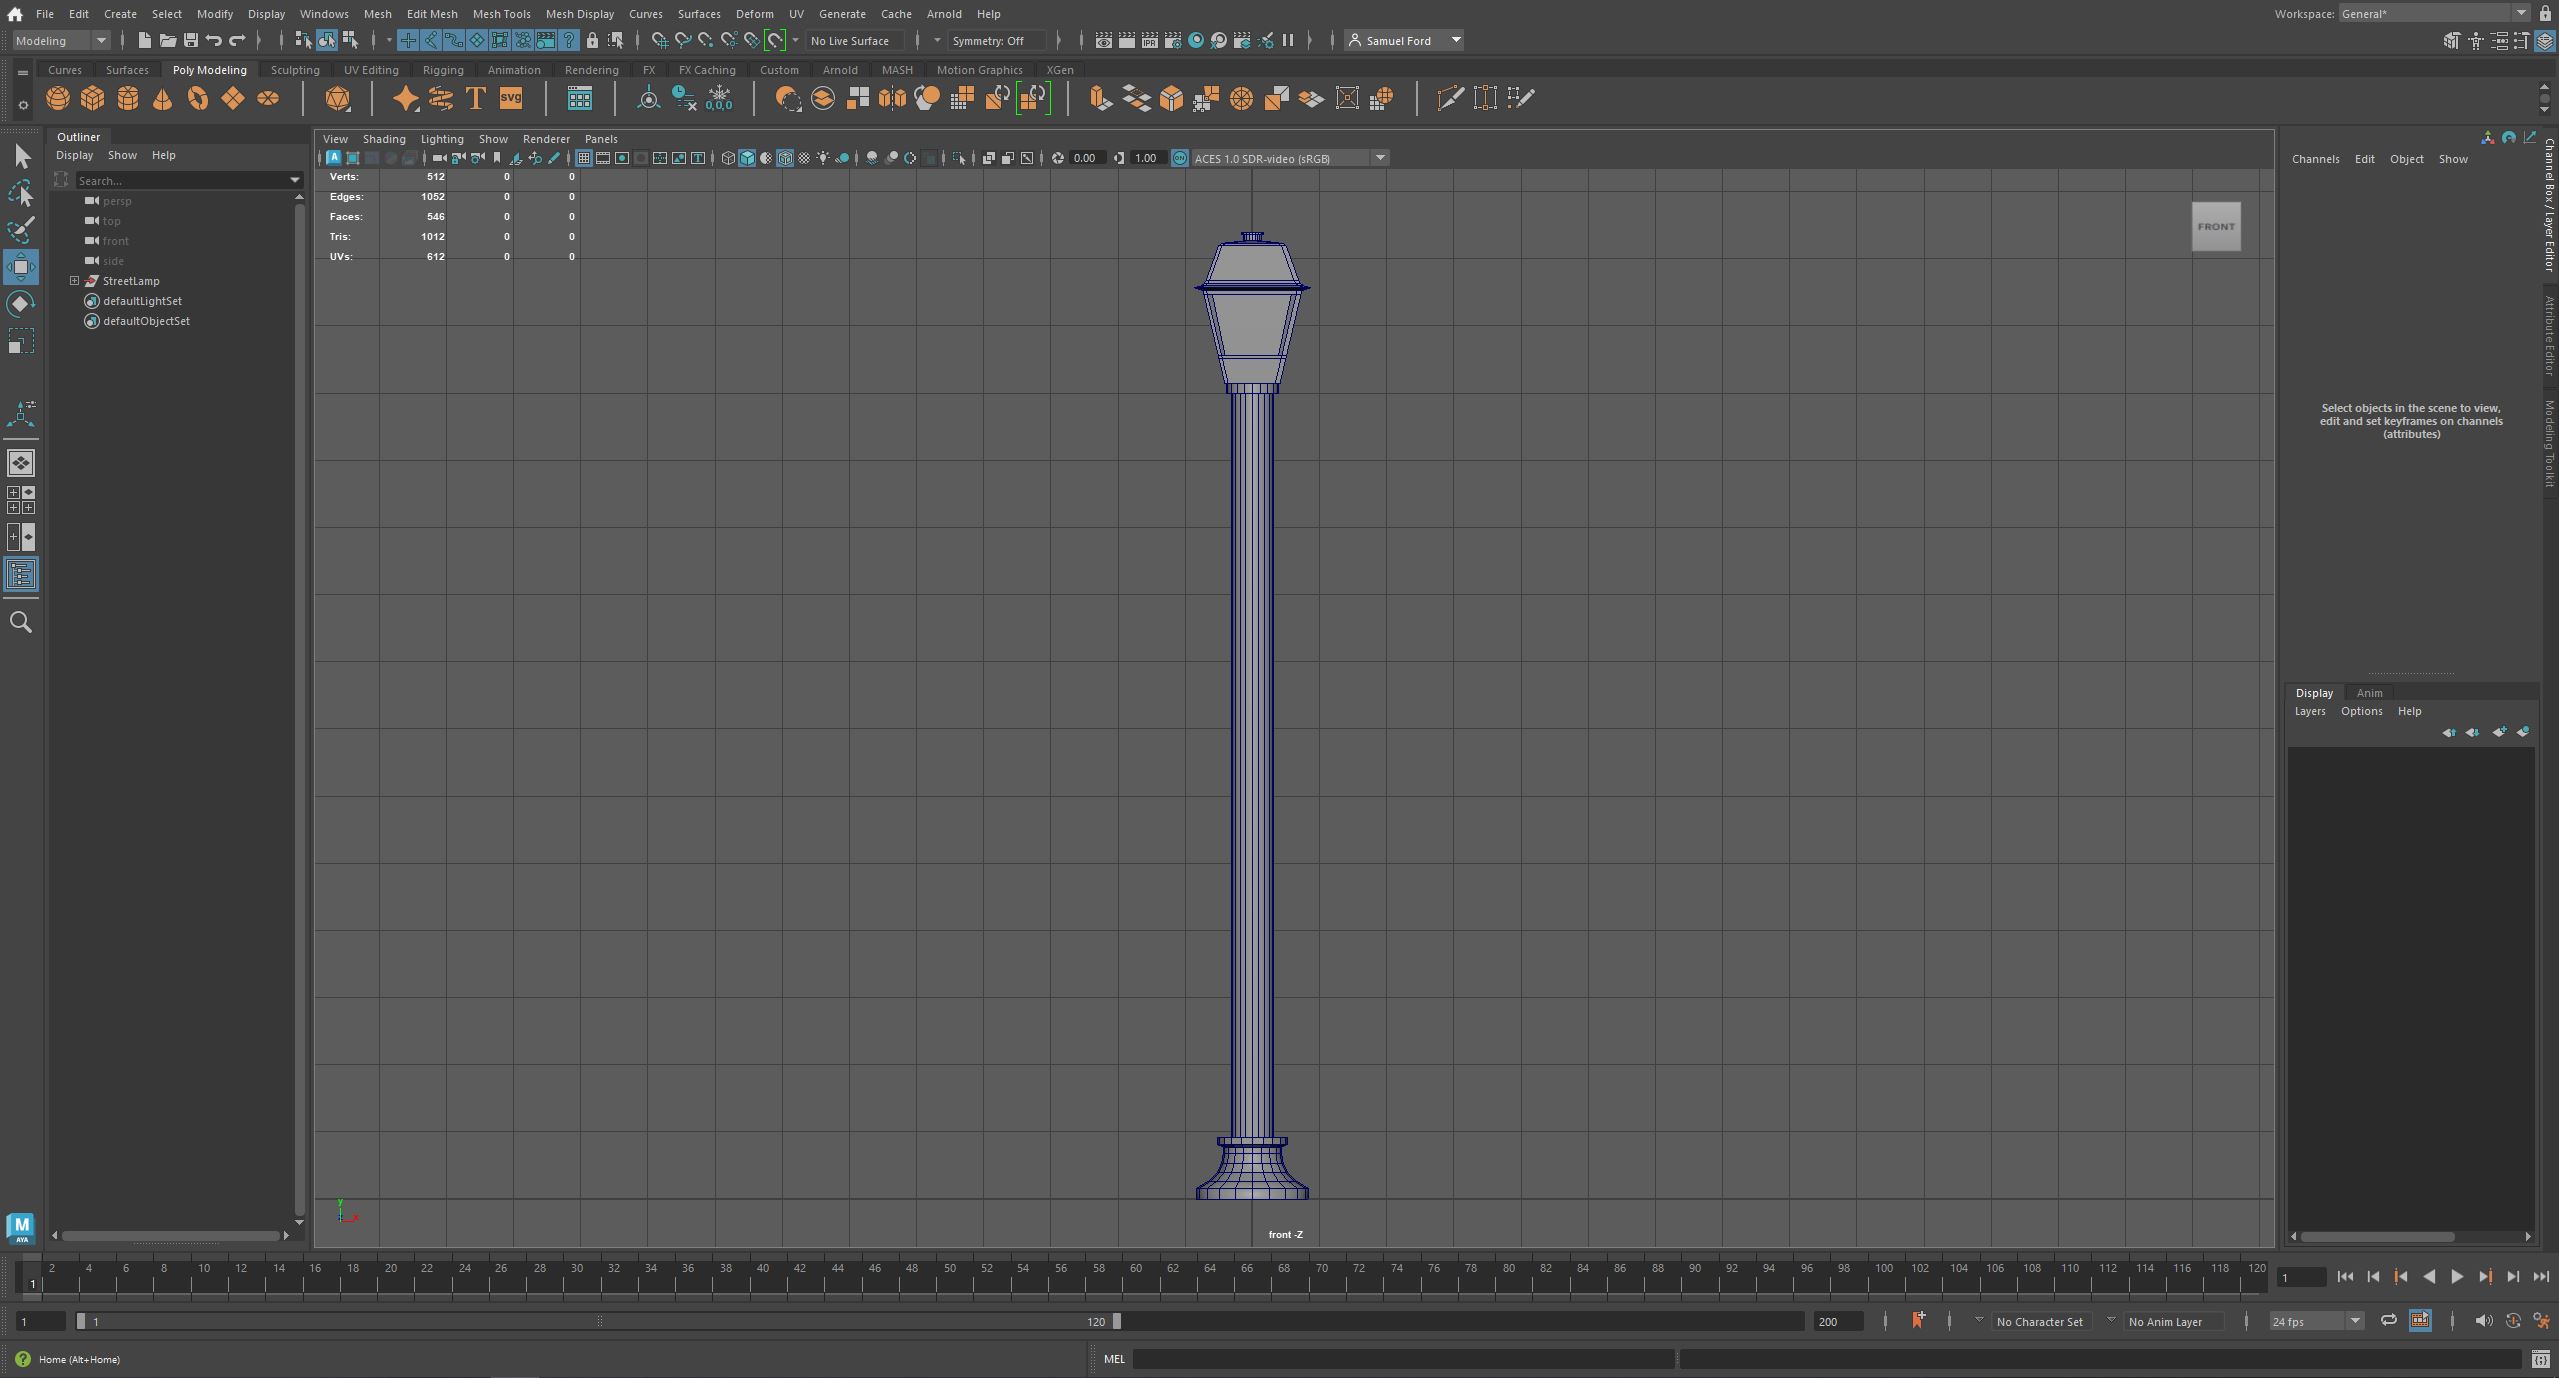 File Edit Create Select Modify Display Windows Mesh Edit Mesh Mesh Tools Mesh Display Curves Surfaces Deform UV Generate Cache Arnold Help
Workspace: General*
Modeling
No Live Surface
Symmetry: Off
IPR
Samuel Ford
Curves Surfaces Poly Modeling Sculpting UV Editing Rigging Animation Rendering FX FX Caching Custom Arnold MASH Motion Graphics XGen
T
SVG
0,0,0
Outliner
Display Show Help
Search...
persp
top
front
side
StreetLamp
defaultLightSet
defaultObjectSet
View Shading Lighting Show Renderer Panels
0.00
1.00
ON
ACES 1.0 SDR-video (sRGB)
Verts: 512 0 0
Edges: 1052 0 0
Faces: 546 0 0
Tris: 1012 0 0
UVs: 612 0 0
FRONT
y
x
front -Z
Channels Edit Object Show
Select objects in the scene to view,
edit and set keyframes on channels
(attributes)
Channel Box / Layer Editor
Attribute Editor
Modeling Toolkit
Display Anim
Layers Options Help
M
AYA
2 4 6 8 10 12 14 16 18 20 22 24 26 28 30 32 34 36 38 40 42 44 46 48 50 52 54 56 58 60 62 64 66 68 70 72 74 76 78 80 82 84 86 88 90 92 94 96 98 100 102 104 106 108 110 112 114 116 118 120
1
1
1
1
120
200
No Character Set
No Anim Layer
24 fps
Home (Alt+Home)
MEL